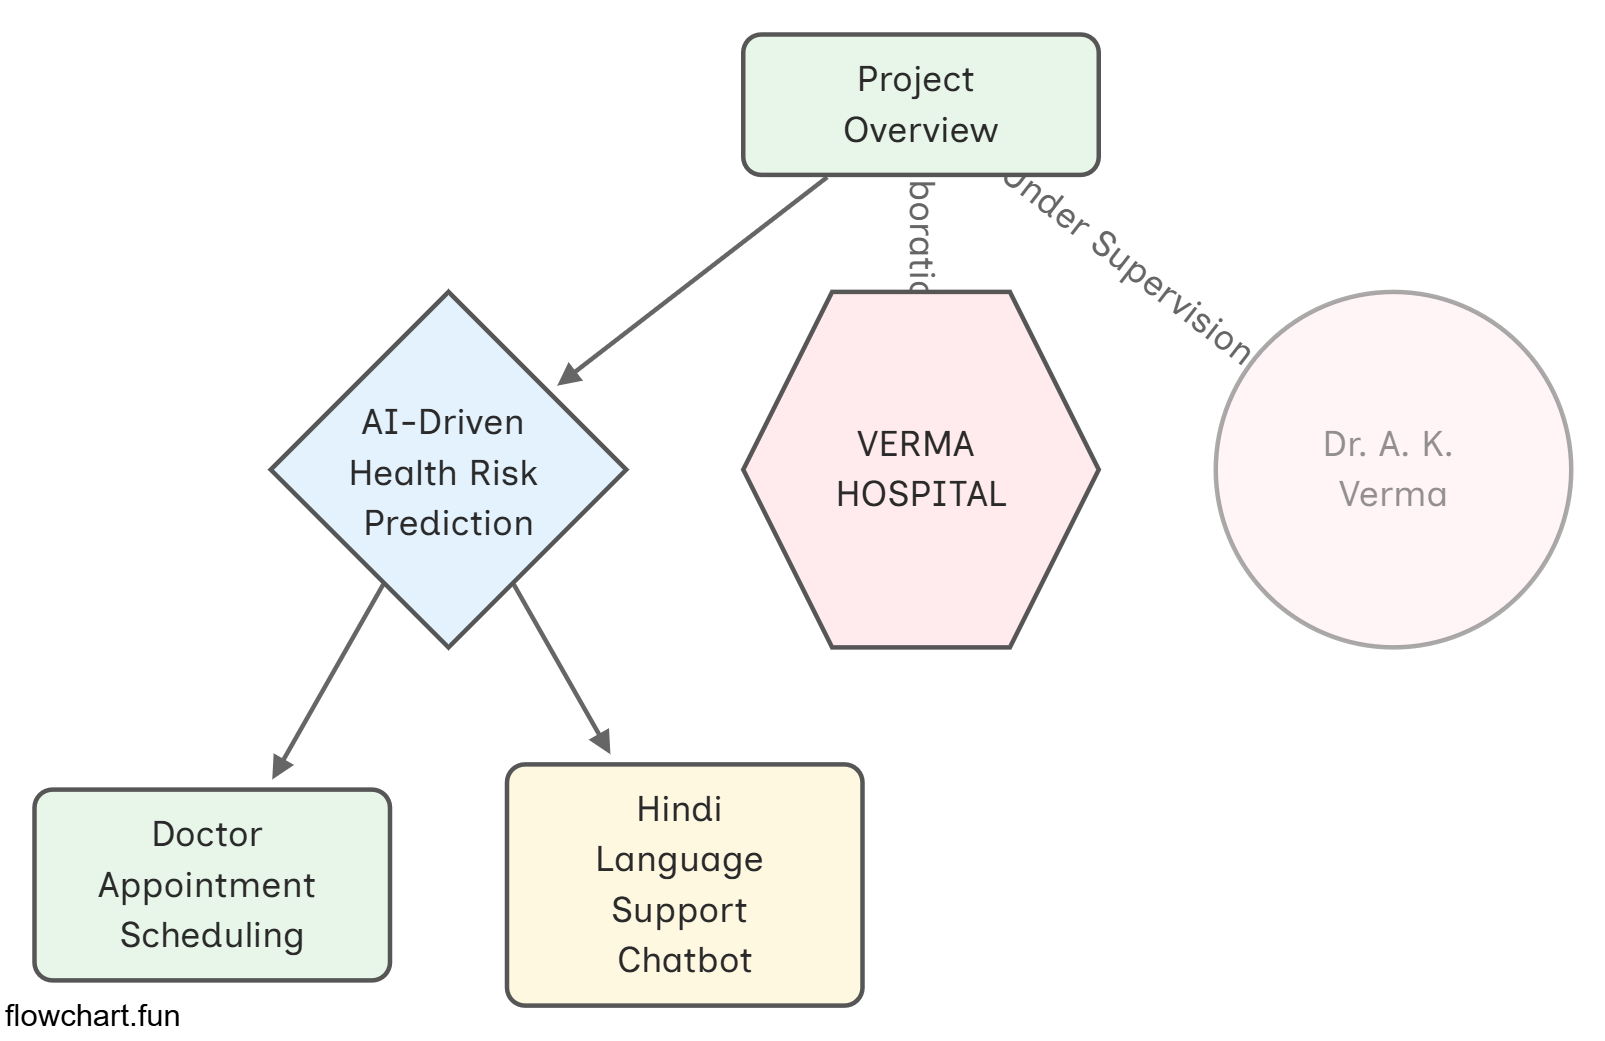 Project
Overview
boratio
Under Supervision
AI-Driven
Health Risk
Prediction
VERMA
HOSPITAL
Dr. A. K.
Verma
Doctor
Appointment
Scheduling
Hindi
Language
Support
Chatbot
flowchart.fun